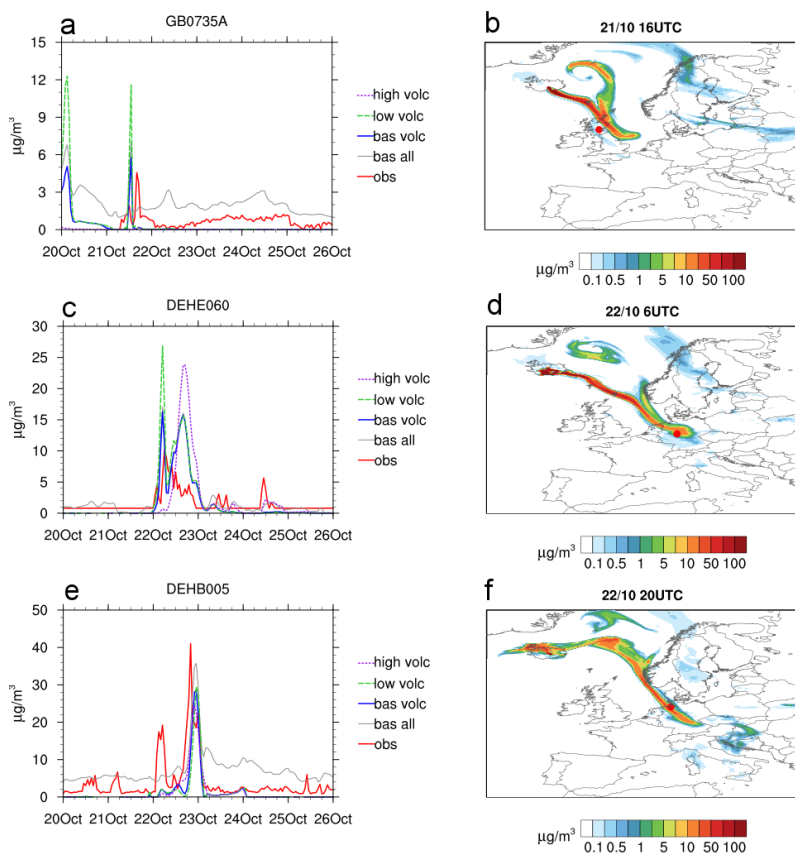 a
GB0735A
15
12
9
6
3
0
μg/m³
20Oct 21Oct 22Oct 23Oct 24Oct 25Oct 26Oct
high volc
low volc
bas volc
bas all
obs
b
21/10 16UTC
μg/m³
0.1 0.5 1 5 10 50 100
c
DEHE060
30
25
20
15
10
5
0
μg/m³
20Oct 21Oct 22Oct 23Oct 24Oct 25Oct 26Oct
high volc
low volc
bas volc
bas all
obs
d
22/10 6UTC
μg/m³
0.1 0.5 1 5 10 50 100
e
DEHB005
50
40
30
20
10
0
μg/m³
20Oct 21Oct 22Oct 23Oct 24Oct 25Oct 26Oct
high volc
low volc
bas volc
bas all
obs
f
22/10 20UTC
μg/m³
0.1 0.5 1 5 10 50 100